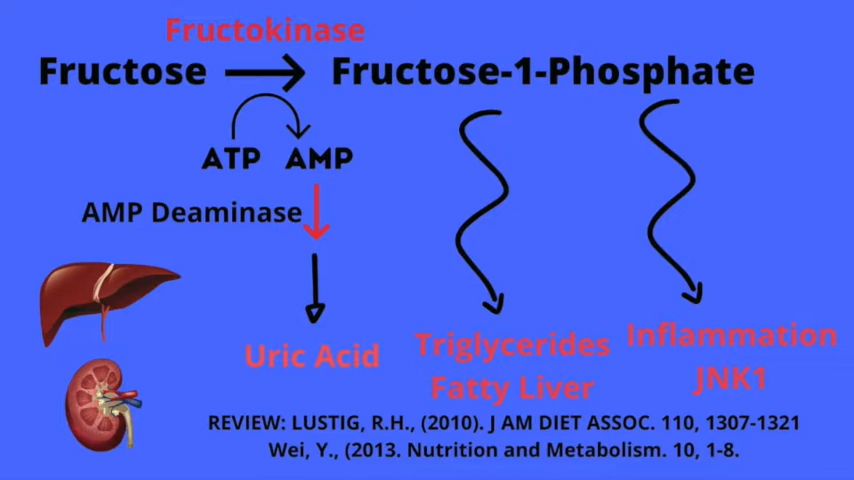 Fructokinase
Fructose Fructose-1-Phosphate
ATP AMP
AMP Deaminase
Uric Acid
Triglycerides
Fatty Liver
Inflammation
JNK1
REVIEW: LUSTIG, R.H., (2010). J AM DIET ASSOC. 110, 1307-1321
Wei, Y., (2013. Nutrition and Metabolism. 10, 1-8.